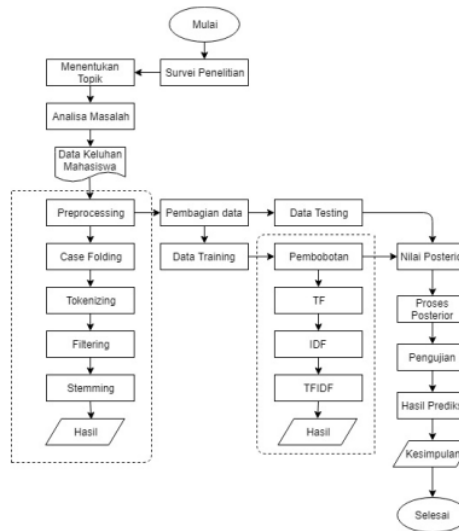 Mulai
Survei Penelitian
Menentukan
Topik
Analisa Masalah
Data Keluhan
Mahasiswa
Preprocessing
Case Folding
Tokenizing
Filtering
Stemming
Hasil
Pembagian data
Data Testing
Data Training
Pembobotan
TF
IDF
TFIDF
Hasil
Nilai Posterior
Proses
Posterior
Pengujian
Hasil Prediks
Kesimpulan
Selesai